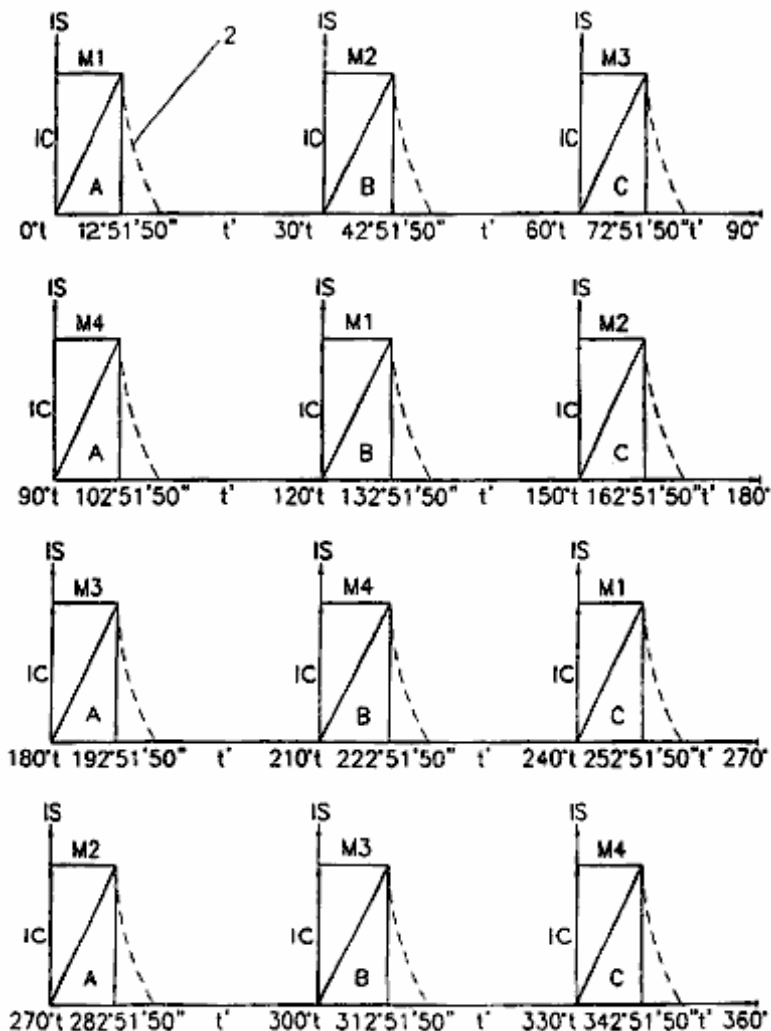 IS IS IS
2
M1 M2 M3
IC IC IC
A B C
0°t 12°51'50" t' 30°t 42°51'50" t' 60°t 72°51'50"t' 90°
IS IS IS
M4 M1 M2
IC IC IC
A B C
90°t 102°51'50" t' 120°t 132°51'50" t' 150°t 162°51'50"t' 180°
IS IS IS
M3 M4 M1
IC IC IC
A B C
180°t 192°51'50" t' 210°t 222°51'50" t' 240°t 252°51'50"t' 270°
IS IS IS
M2 M3 M4
IC IC IC
A B C
270°t 282°51'50" t' 300°t 312°51'50" t' 330°t 342°51'50"t' 360°